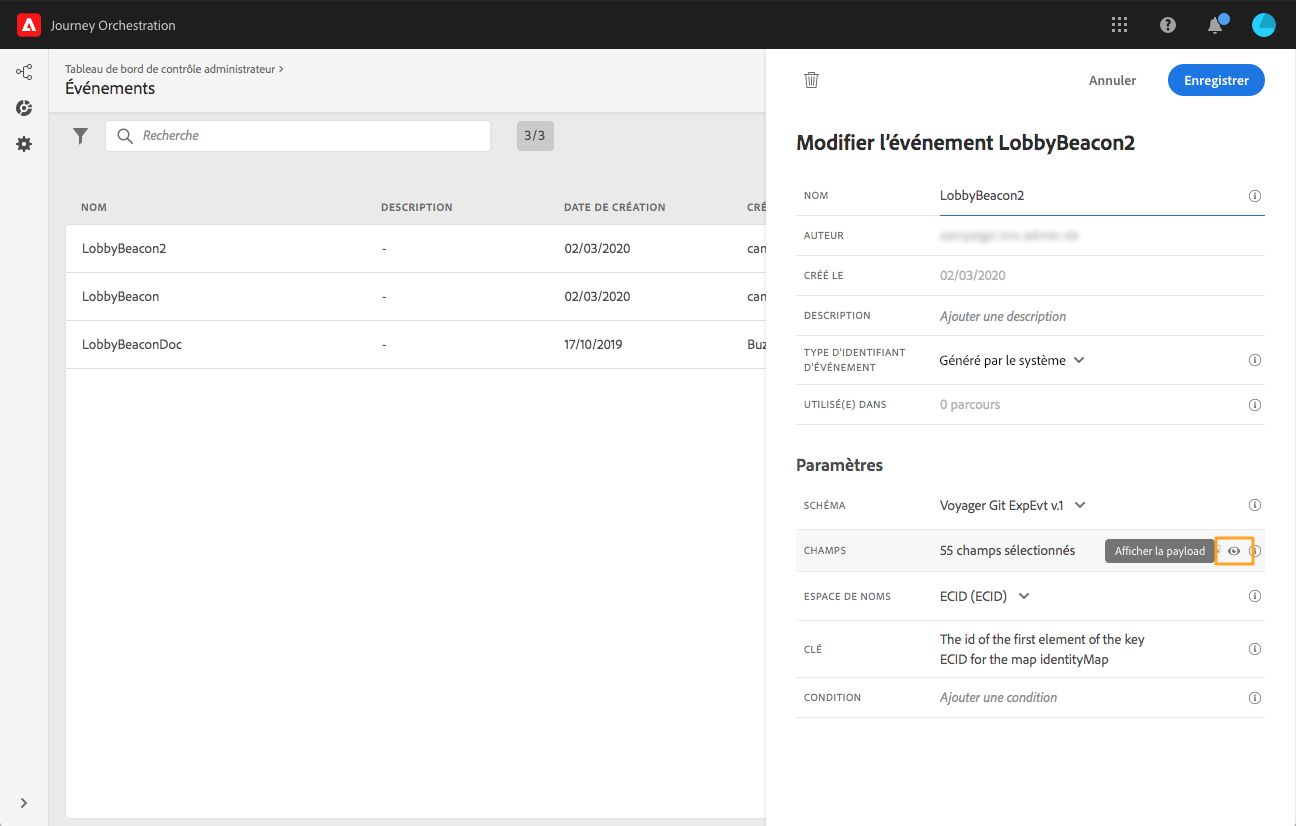 Journey Orchestration
Tableau de bord de contrôle administrateur
Événements
Recherche
3/3
NOM DESCRIPTION DATE DE CRÉATION CRÉ
LobbyBeacon2 - 02/03/2020 can
LobbyBeacon - 02/03/2020 can
LobbyBeaconDoc - 17/10/2019 Buz
Annuler
Enregistrer
Modifier l'événement LobbyBeacon2
NOM LobbyBeacon2
AUTEUR
CRÉÉ LE 02/03/2020
DESCRIPTION Ajouter une description
TYPE D'IDENTIFIANT
D'ÉVÉNEMENT
Généré par le système
UTILISÉ(E) DANS 0 parcours
Paramètres
SCHÉMA Voyager Git ExpEvt v.1
CHAMPS 55 champs sélectionnés Afficher la payload
ESPACE DE NOMS ECID (ECID)
CLÉ
The id of the first element of the key
ECID for the map identityMap
CONDITION Ajouter une condition